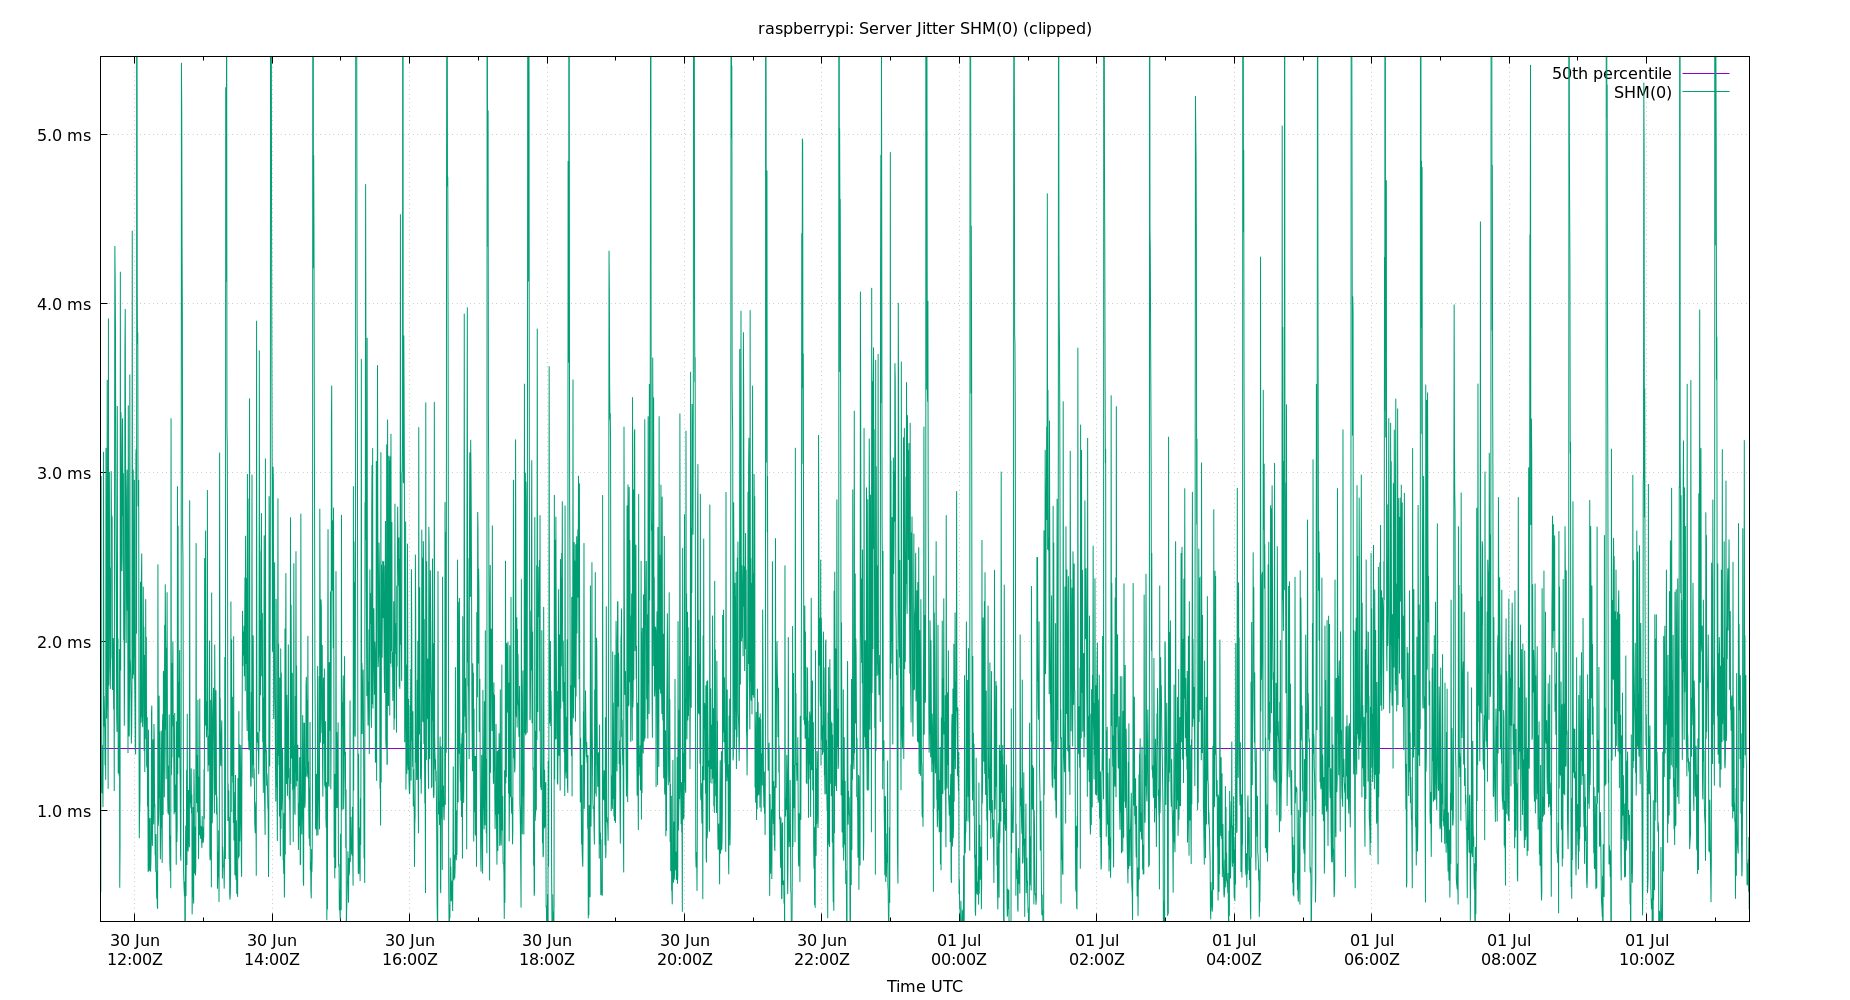 raspberrypi: Server Jitter SHM(0) (clipped)
50th percentile
SHM(0)
5.0 ms
4.0 ms
3.0 ms
2.0 ms
1.0 ms
30 Jun 30 Jun 30 Jun 30 Jun 30 Jun 30 Jun 01 Jul 01 Jul 01 Jul 01 Jul 01 Jul 01 Jul
12:00Z 14:00Z 16:00Z 18:00Z 20:00Z 22:00Z 00:00Z 02:00Z 04:00Z 06:00Z 08:00Z 10:00Z
Time UTC